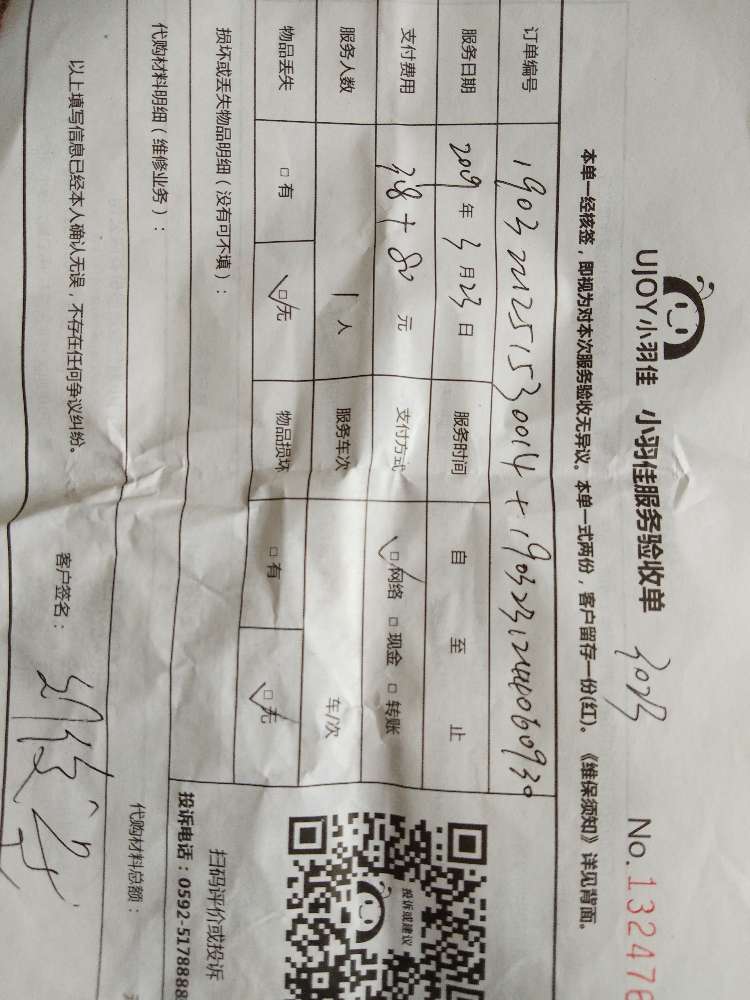 UJOY小羽佳 小羽佳服务验收单 No.132476
本单一经核签，即视为对本次服务验收无异议。本单一式两份，客户留存一份(红)。《维保须知》详见背面。
订单编号
服务日期 2019年3月23日 服务时间 自 至 止
支付费用 元 支付方式 ☑网络 □现金 □转账
服务人数 1人 服务车次 车/次
物品丢失 □有 ☑无 物品损坏 □有 ☑无
损坏或丢失物品明细（没有可不填）：
投诉或建议
扫码评价或投诉
投诉电话：0592-5178888
代购材料明细（维修业务）： 代购材料总额： 元
以上填写信息已经本人确认无误，不存在任何争议纠纷。 客户签名：